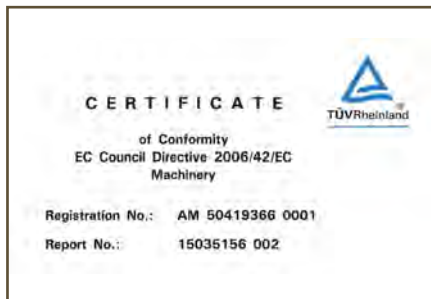 CERTIFICATE
TÜVRheinland®
of Conformity
EC Council Directive 2006/42/EC
Machinery
Registration No.: AM 50419366 0001
Report No.: 15035156 002